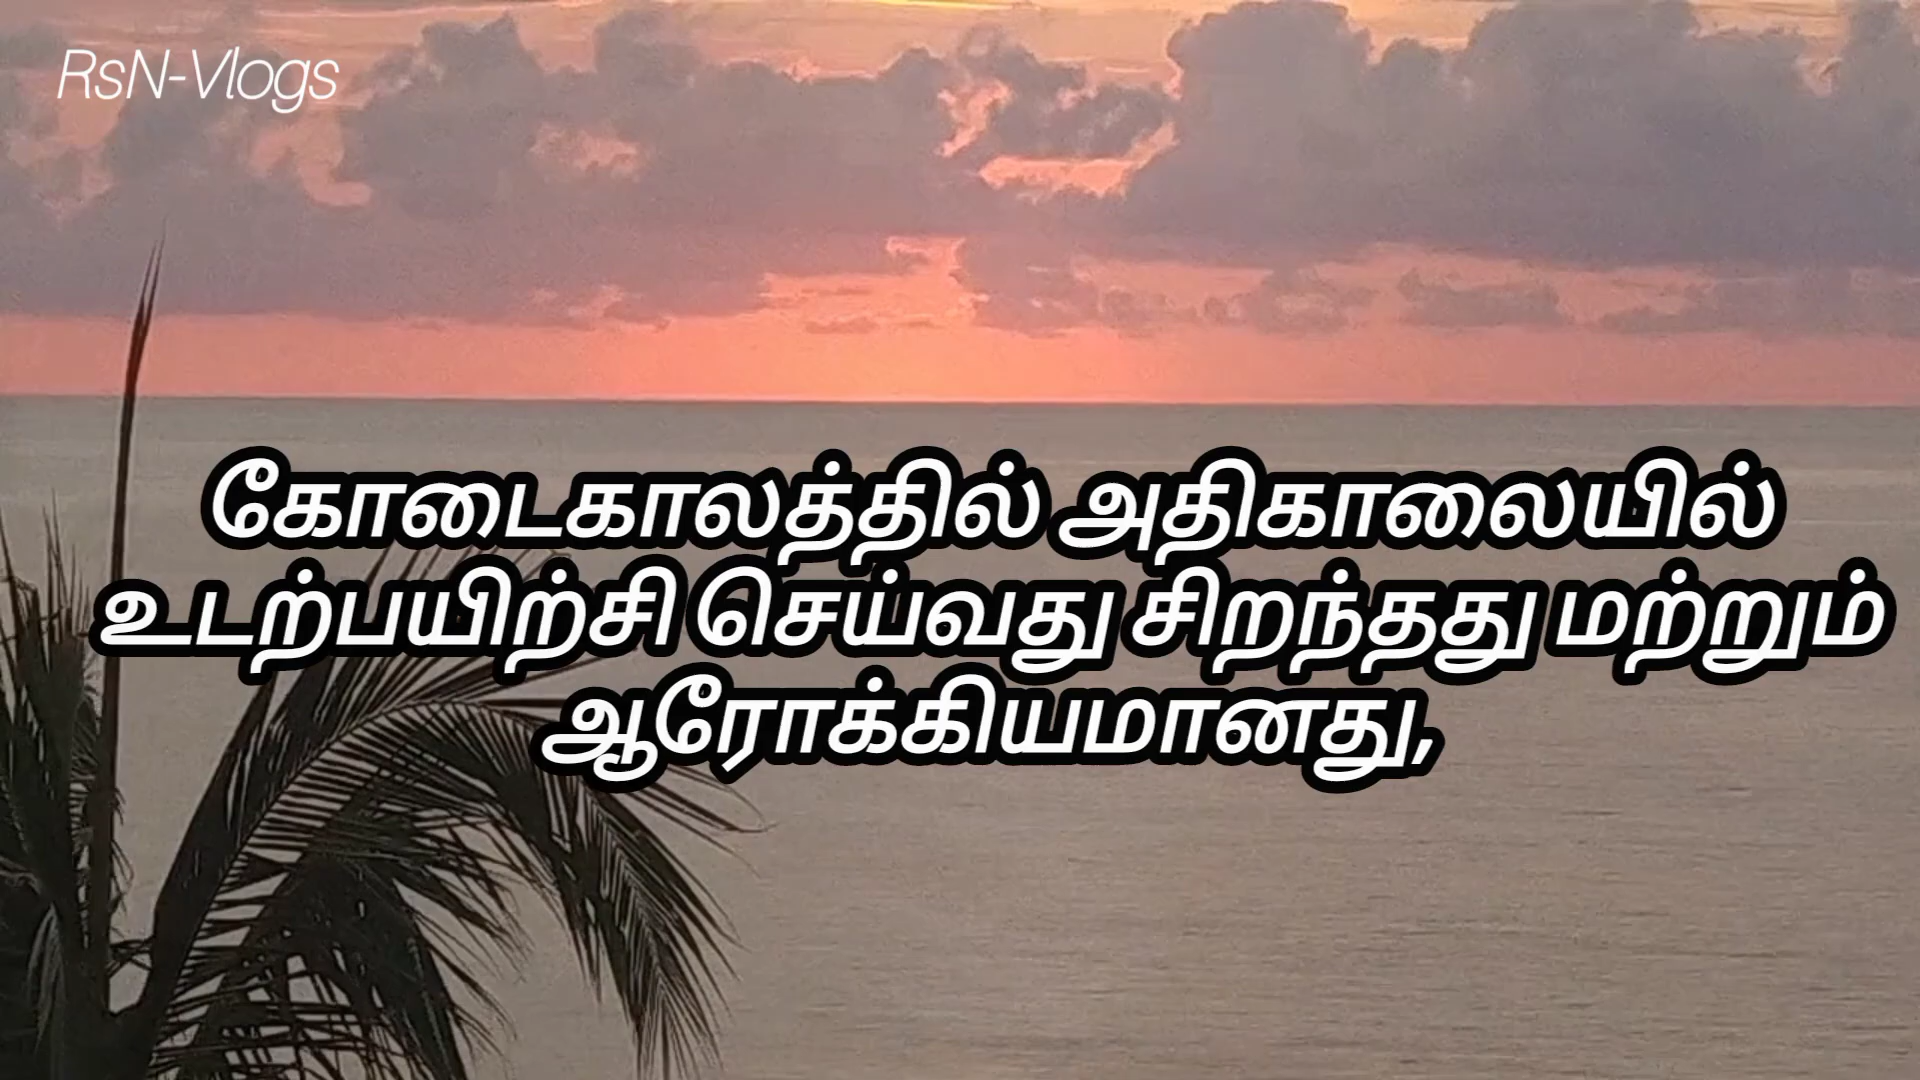 RsN-Vlogs
கோடைகாலத்தில் அதிகாலையில்
உடற்பயிற்சி செய்வது சிறந்தது மற்றும்
ஆரோக்கியமானது,